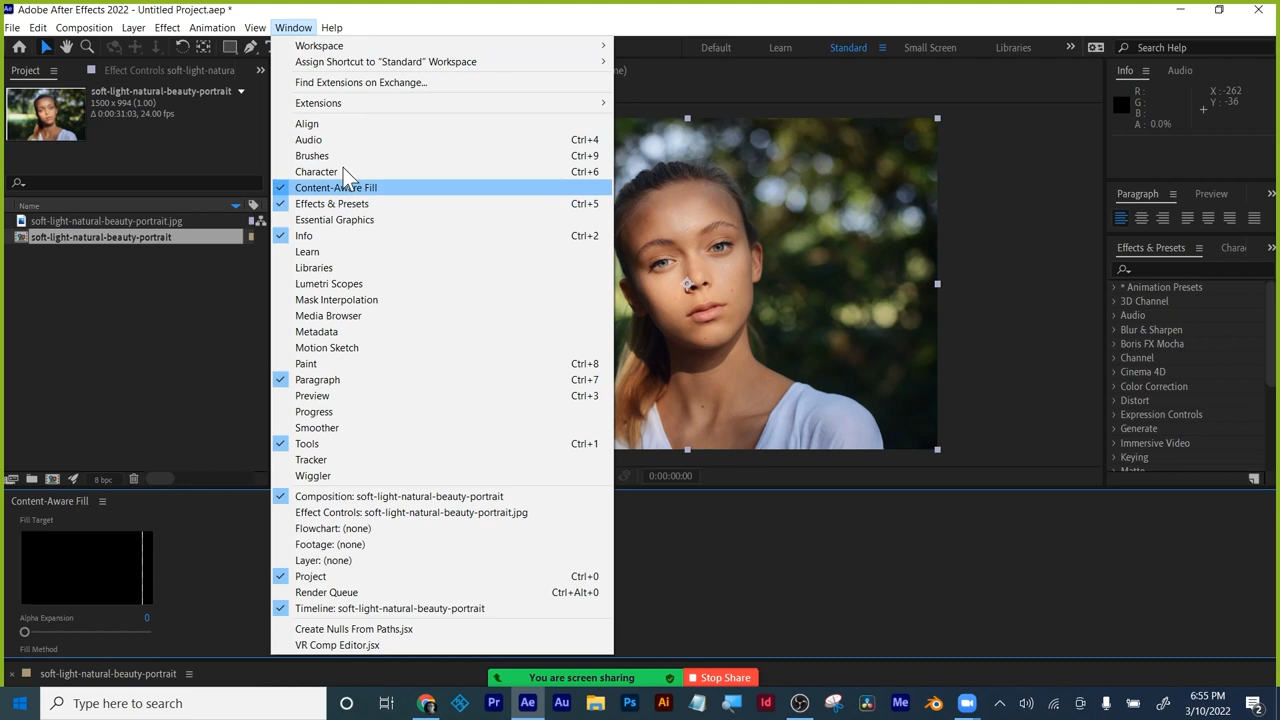 Ae Adobe After Effects 2022 - Untitled Project.aep *
File Edit Composition Layer Effect Animation View Window Help
Default Learn Standard Small Screen Libraries Search Help
Project Effect Controls soft-light-natura
soft-light-natural-beauty-portrait
1500 x 994 (1.00)
Δ 0:00:31:03, 24.00 fps
Name
soft-light-natural-beauty-portrait.jpg
soft-light-natural-beauty-portrait
8 bpc
Content-Aware Fill
Fill Target
Alpha Expansion 0
Fill Method
Workspace
Assign Shortcut to "Standard" Workspace
Find Extensions on Exchange...
Extensions
Align
Audio Ctrl+4
Brushes Ctrl+9
Character Ctrl+6
Content-Aware Fill
Effects & Presets Ctrl+5
Essential Graphics
Info Ctrl+2
Learn
Libraries
Lumetri Scopes
Mask Interpolation
Media Browser
Metadata
Motion Sketch
Paint Ctrl+8
Paragraph Ctrl+7
Preview Ctrl+3
Progress
Smoother
Tools Ctrl+1
Tracker
Wiggler
Composition: soft-light-natural-beauty-portrait
Effect Controls: soft-light-natural-beauty-portrait.jpg
Flowchart: (none)
Footage: (none)
Layer: (none)
Project Ctrl+0
Render Queue Ctrl+Alt+0
Timeline: soft-light-natural-beauty-portrait
Create Nulls From Paths.jsx
VR Comp Editor.jsx
ne)
0:00:00:00
Info Audio
R :
G :
B :
A : 0.0%
X : -262
Y : -36
Paragraph Preview
Effects & Presets Chara
* Animation Presets
3D Channel
Audio
Blur & Sharpen
Boris FX Mocha
Channel
Cinema 4D
Color Correction
Distort
Expression Controls
Generate
Immersive Video
Keying
Matte
soft-light-natural-beauty-portrait
You are screen sharing Stop Share
Type here to search
Pr Ae Au Ps Ai Id Me
6:55 PM
3/10/2022
2